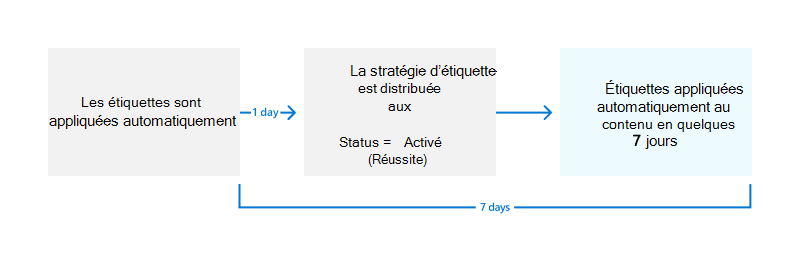 Les étiquettes sont
appliquées automatiquement
1 day
La stratégie d'étiquette
est distribuée
aux
Status = Activé
(Réussite)
Étiquettes appliquées
automatiquement au
contenu en quelques
7 jours
7 days